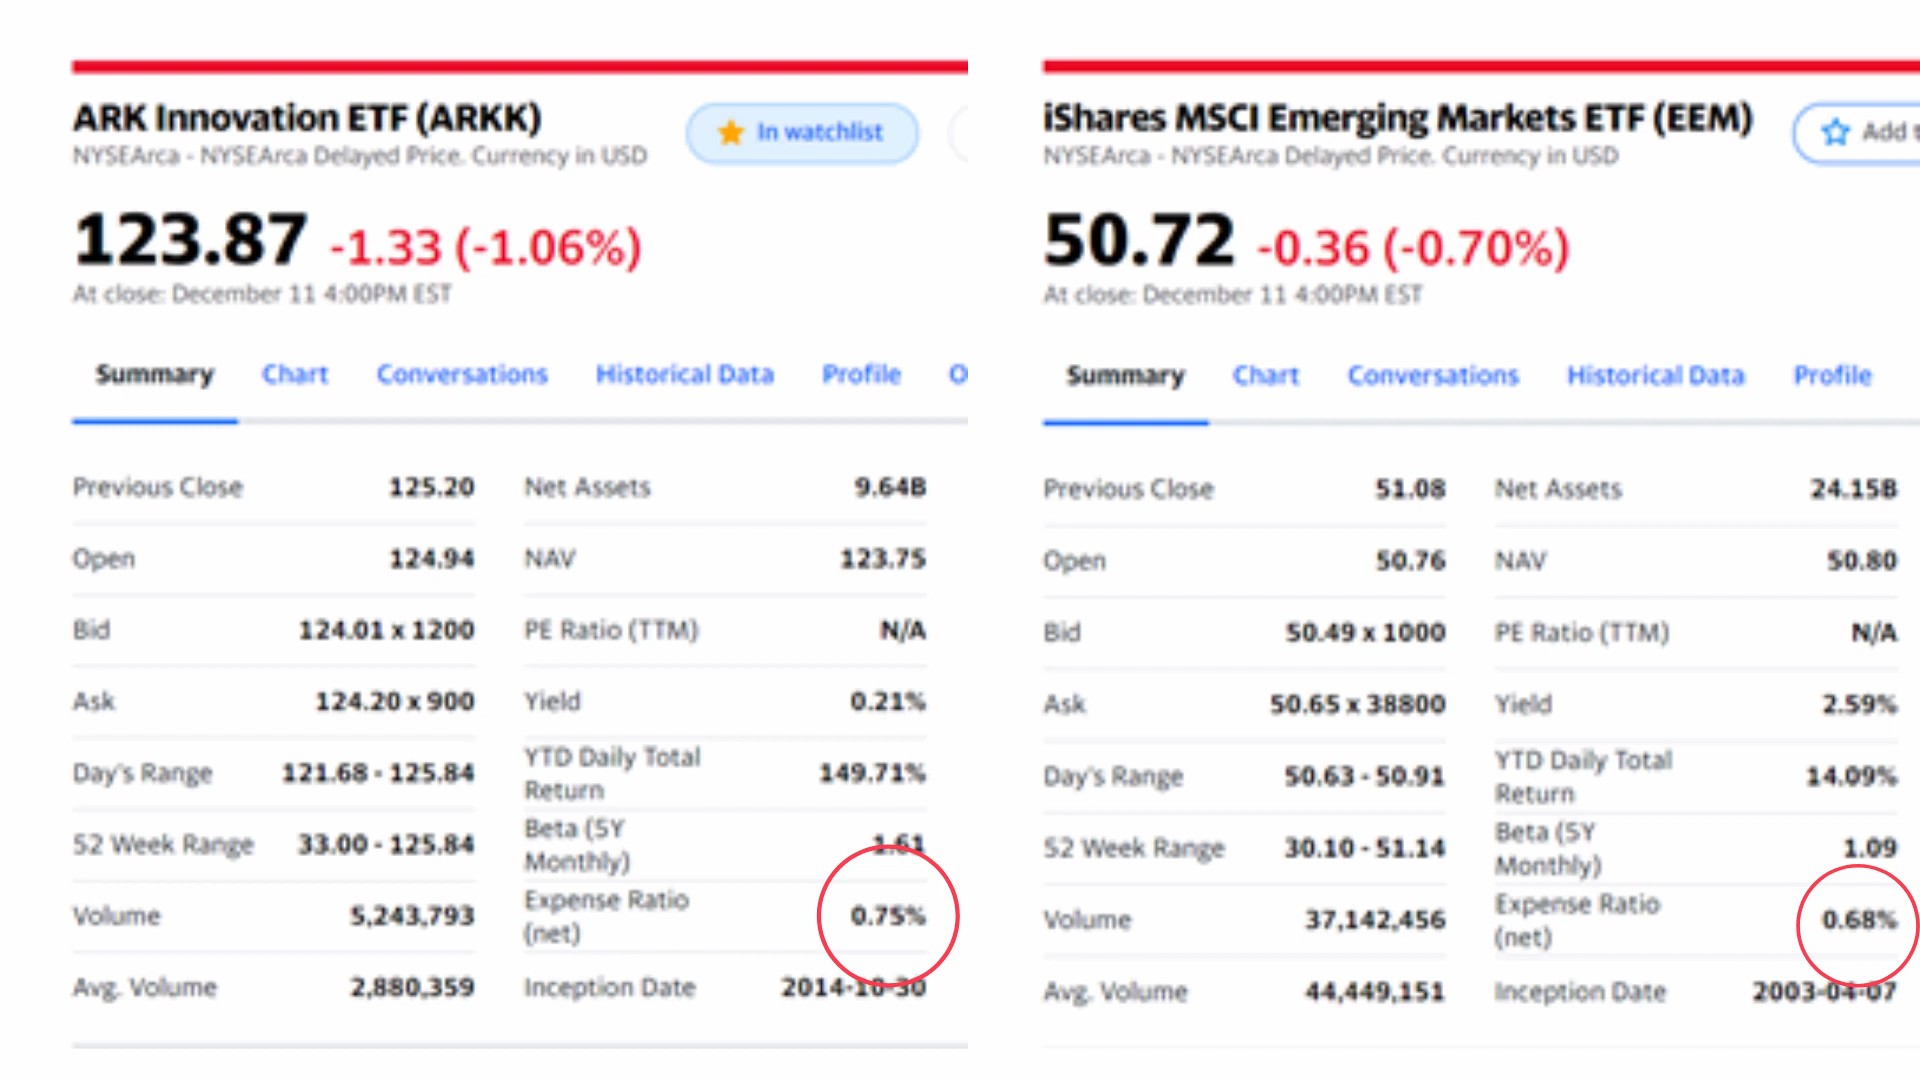 ARK Innovation ETF (ARKK)
In watchlist
NYSEArca - NYSEArca Delayed Price. Currency in USD
123.87 -1.33 (-1.06%)
At close: December 11 4:00PM EST
Summary Chart Conversations Historical Data Profile O
Previous Close 125.20
Open 124.94
Bid 124.01 x 1200
Ask 124.20 x 900
Day's Range 121.68 - 125.84
52 Week Range 33.00 - 125.84
Volume 5,243,793
Avg. Volume 2,880,359
Net Assets 9.64B
NAV 123.75
PE Ratio (TTM) N/A
Yield 0.21%
YTD Daily Total
Return 149.71%
Beta (5Y
Monthly) 1.61
Expense Ratio
(net) 0.75%
Inception Date 2014-10-30
iShares MSCI Emerging Markets ETF (EEM)
Add t
NYSEArca - NYSEArca Delayed Price. Currency in USD
50.72 -0.36 (-0.70%)
At close: December 11 4:00PM EST
Summary Chart Conversations Historical Data Profile
Previous Close 51.08
Open 50.76
Bid 50.49 x 1000
Ask 50.65 x 38800
Day's Range 50.63 - 50.91
52 Week Range 30.10 - 51.14
Volume 37,142,456
Avg. Volume 44,449,151
Net Assets 24.15B
NAV 50.80
PE Ratio (TTM) N/A
Yield 2.59%
YTD Daily Total
Return 14.09%
Beta (5Y
Monthly) 1.09
Expense Ratio
(net) 0.68%
Inception Date 2003-04-07